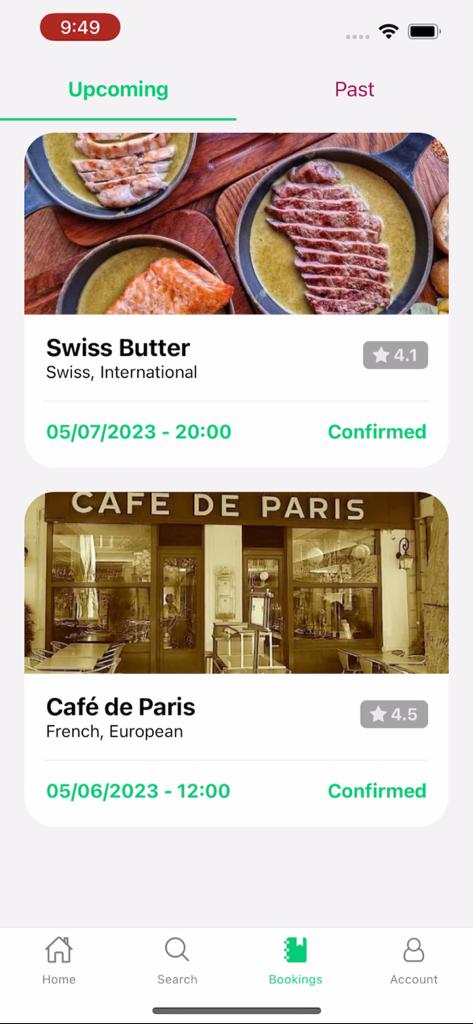 9:49
Upcoming
Past
Swiss Butter
4.1
Swiss, International
05/07/2023 - 20:00
Confirmed
CAFE DE PARIS
Café de Paris
4.5
French, European
05/06/2023 - 12:00
Confirmed
Home
Search
Bookings
Account